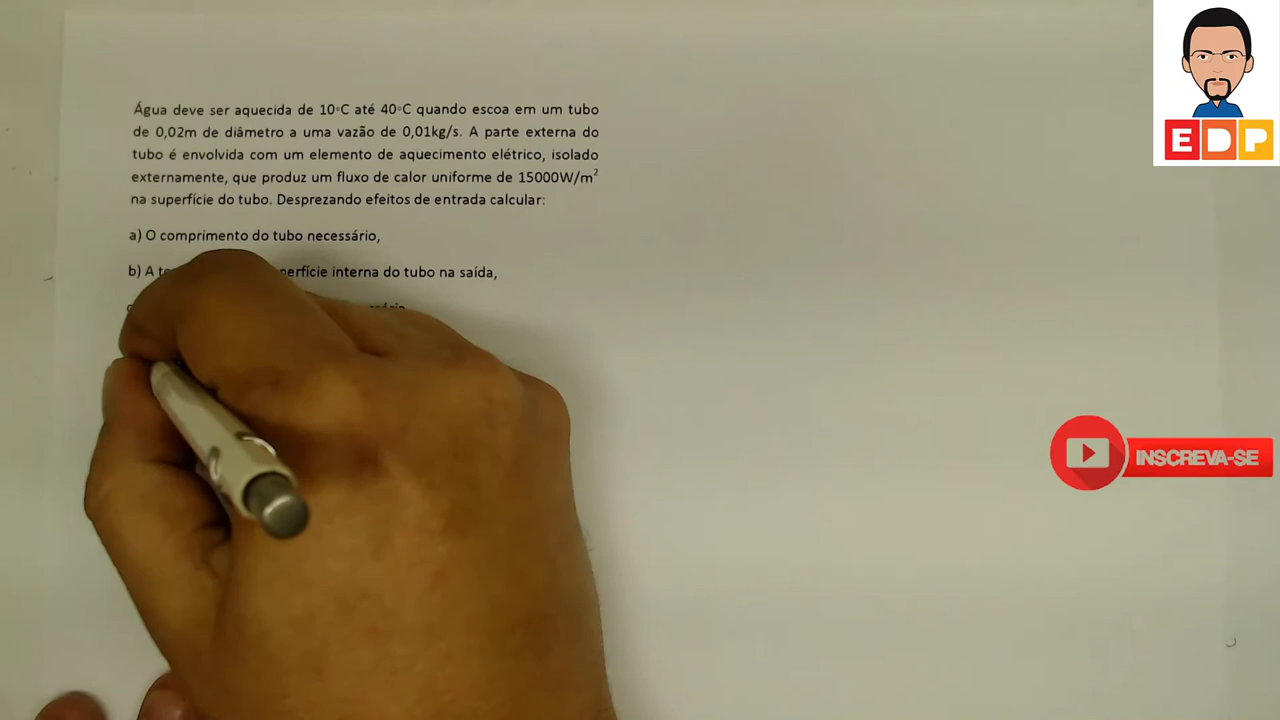 Água deve ser aquecida de 10◦C até 40◦C quando escoa em um tubo
de 0,02m de diâmetro a uma vazão de 0,01kg/s. A parte externa do
tubo é envolvida com um elemento de aquecimento elétrico, isolado
externamente, que produz um fluxo de calor uniforme de 15000W/m²
na superfície do tubo. Desprezando efeitos de entrada calcular:
a) O comprimento do tubo necessário,
b) A perfície interna do tubo na saída,
EDP
INSCREVA-SE